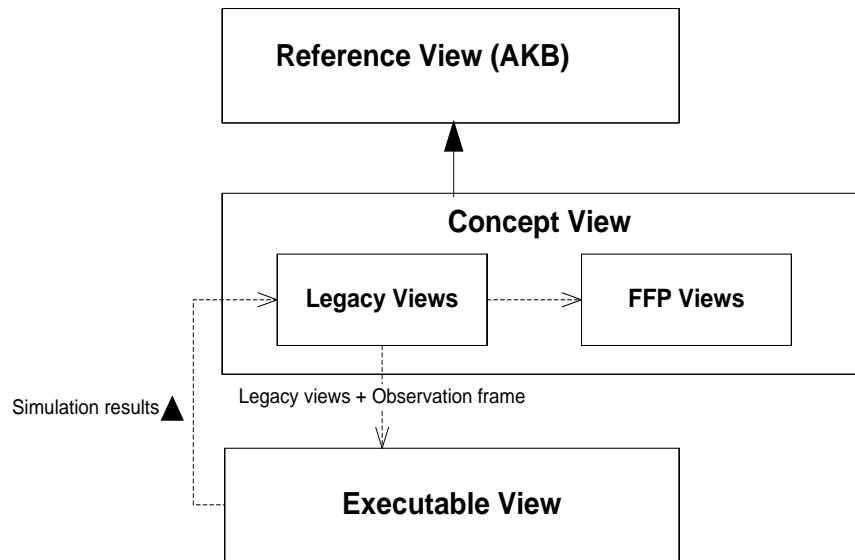 Reference View (AKB)
Concept View
Legacy Views
FFP Views
Legacy views + Observation frame
Simulation results
Executable View